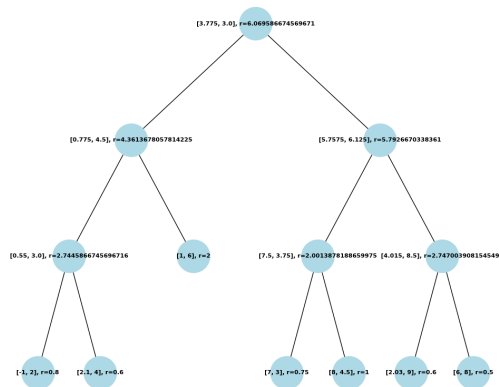 [3.775, 3.0], r=6.069586674569671
[0.775, 4.5], r=4.3613678057814225
[5.7575, 6.125], r=5.7926670338361
[0.55, 3.0], r=2.7445866745696716
[1, 6], r=2
[7.5, 3.75], r=2.0013878188659975
[4.015, 8.5], r=2.747003908154549
[-1, 2], r=0.8
[2.1, 4], r=0.6
[7, 3], r=0.75
[8, 4.5], r=1
[2.03, 9], r=0.6
[6, 8], r=0.5